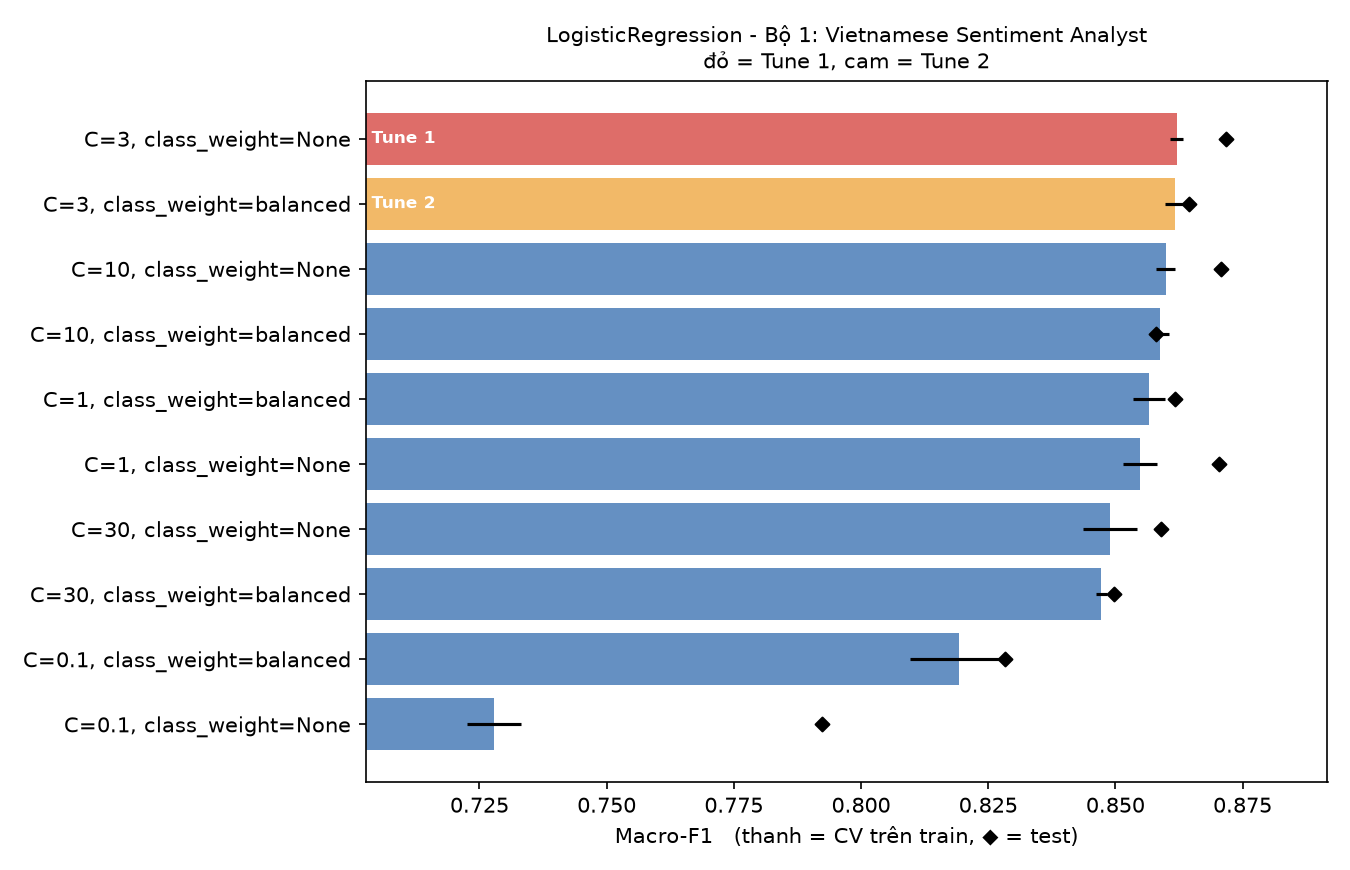 LogisticRegression - Bộ 1: Vietnamese Sentiment Analyst
đỏ = Tune 1, cam = Tune 2
C=3, class_weight=None
Tune 1
C=3, class_weight=balanced
Tune 2
C=10, class_weight=None
C=10, class_weight=balanced
C=1, class_weight=balanced
C=1, class_weight=None
C=30, class_weight=None
C=30, class_weight=balanced
C=0.1, class_weight=balanced
C=0.1, class_weight=None
0.725 0.750 0.775 0.800 0.825 0.850 0.875
Macro-F1 (thanh = CV trên train, ◆ = test)